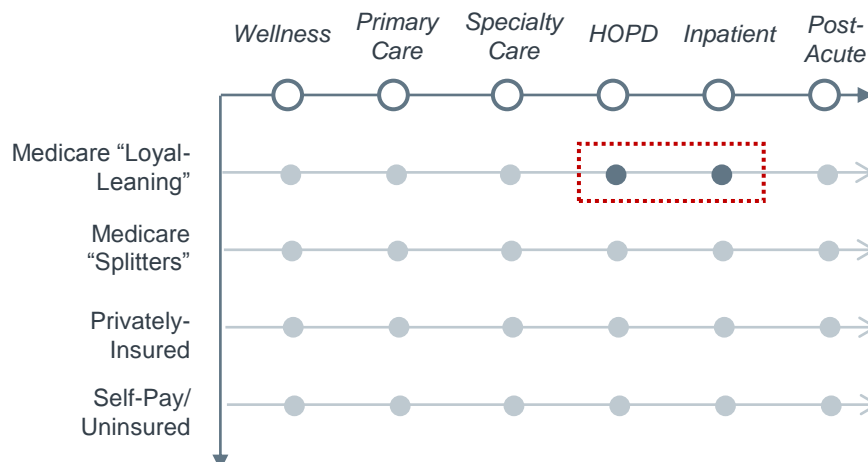 Wellness
Primary
Care
Specialty
Care
HOPD
Inpatient
Post-
Acute
Medicare “Loyal-
Leaning”
Medicare
“Splitters”
Privately-
Insured
Self-Pay/
Uninsured